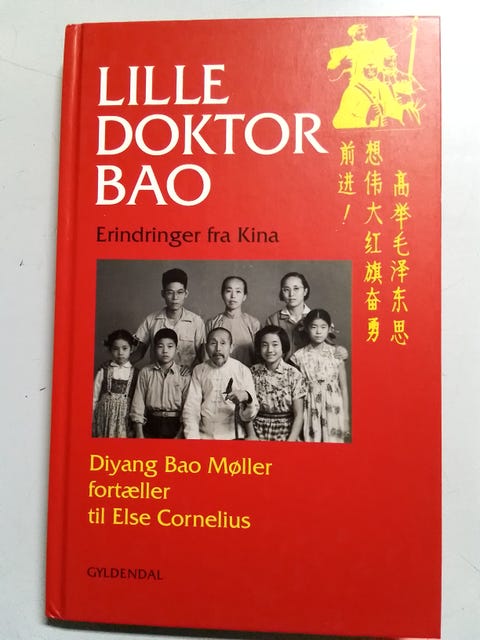 LILLE
DOKTOR
BAO
Erindringer fra Kina
高举毛泽东思
想伟大红旗奋勇
前进！
Diyang Bao Møller
fortæller
til Else Cornelius
GYLDENDAL